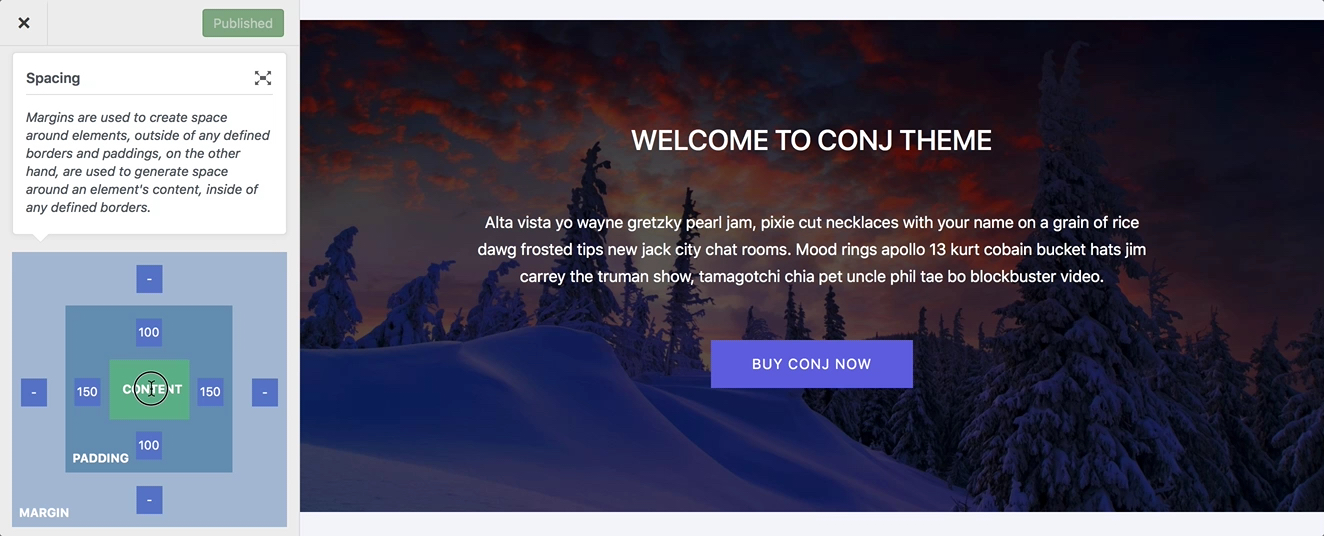 Published
Spacing
Margins are used to create space
around elements, outside of any defined
borders and paddings, on the other
hand, are used to generate space
around an element's content, inside of
any defined borders.
-
100
- 150 CONTENT 150 -
100
PADDING
-
MARGIN
WELCOME TO CONJ THEME
Alta vista yo wayne gretzky pearl jam, pixie cut necklaces with your name on a grain of rice
dawg frosted tips new jack city chat rooms. Mood rings apollo 13 kurt cobain bucket hats jim
carrey the truman show, tamagotchi chia pet uncle phil tae bo blockbuster video.
BUY CONJ NOW